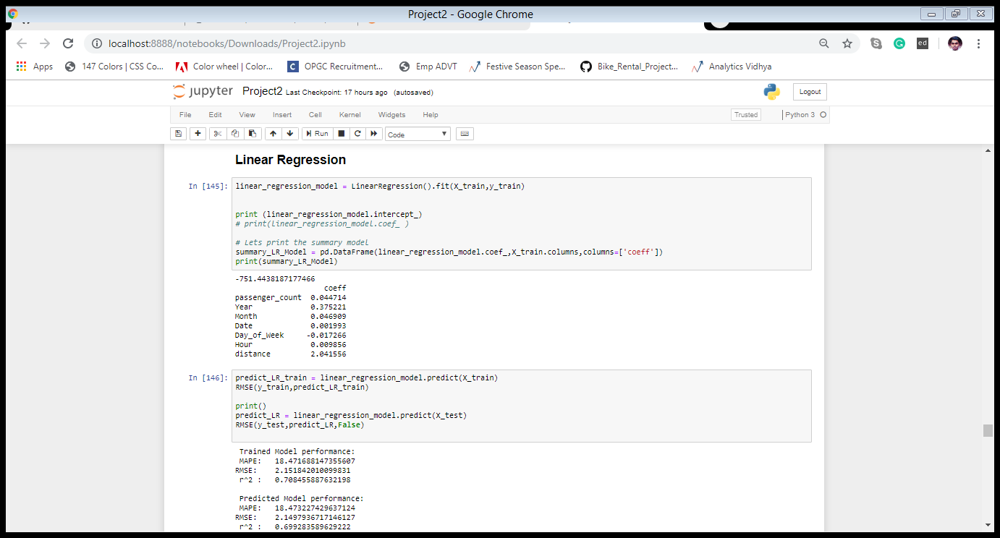 Project2 - Google Chrome
localhost:8888/notebooks/Downloads/Project2.ipynb
ed
Apps 147 Colors | CSS Co... Color wheel | Color... C OPGC Recruitment... Emp ADVT Festive Season Spe... Bike_Rental_Project... Analytics Vidhya
jupyter Project2 Last Checkpoint: 17 hours ago (autosaved) Logout
File Edit View Insert Cell Kernel Widgets Help Trusted Python 3
Run Code
Linear Regression
In [145]: linear_regression_model = LinearRegression().fit(X_train,y_train)
print (linear_regression_model.intercept_)
# print(linear_regression_model.coef_ )
# Lets print the summary model
summary_LR_Model = pd.DataFrame(linear_regression_model.coef_,X_train.columns,columns=['coeff'])
print(summary_LR_Model)
-751.4438187177466
coeff
passenger_count 0.044714
Year 0.375221
Month 0.046909
Date 0.001993
Day_of_Week -0.017266
Hour 0.009856
distance 2.041556
In [146]: predict_LR_train = linear_regression_model.predict(X_train)
RMSE(y_train,predict_LR_train)
print()
predict_LR = linear_regression_model.predict(X_test)
RMSE(y_test,predict_LR,False)
Trained Model performance:
MAPE: 18.471688147355607
RMSE: 2.151842010099831
r^2 : 0.708455887632198
Predicted Model performance:
MAPE: 18.473227429637124
RMSE: 2.1497936717146127
r^2 : 0.699283589629222